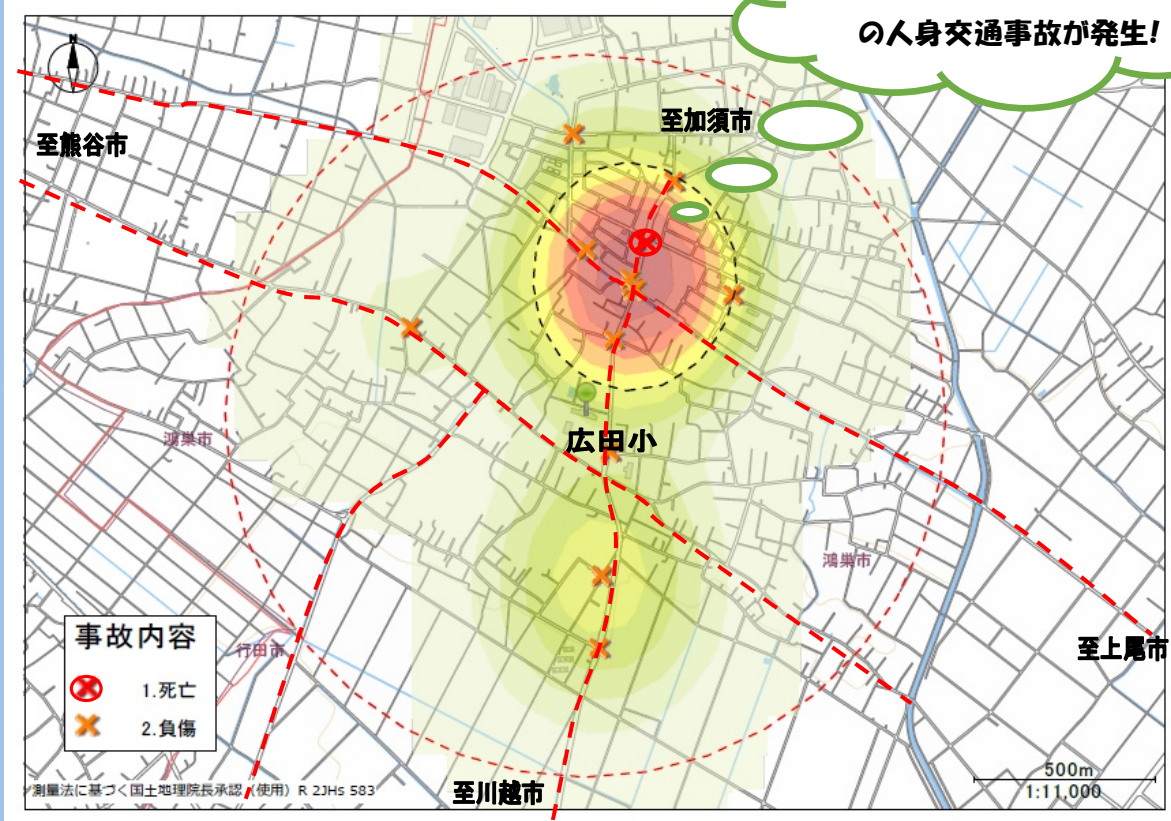 の人身交通事故が発生!
N
至加須市
至熊谷市
広田小
鴻巣市
鴻巣市
至上尾市
行田市
事故内容
1.死亡
2.負傷
測量法に基づく国土地理院長承認（使用）R 2JHs 583
至川越市
500m
1:11,000